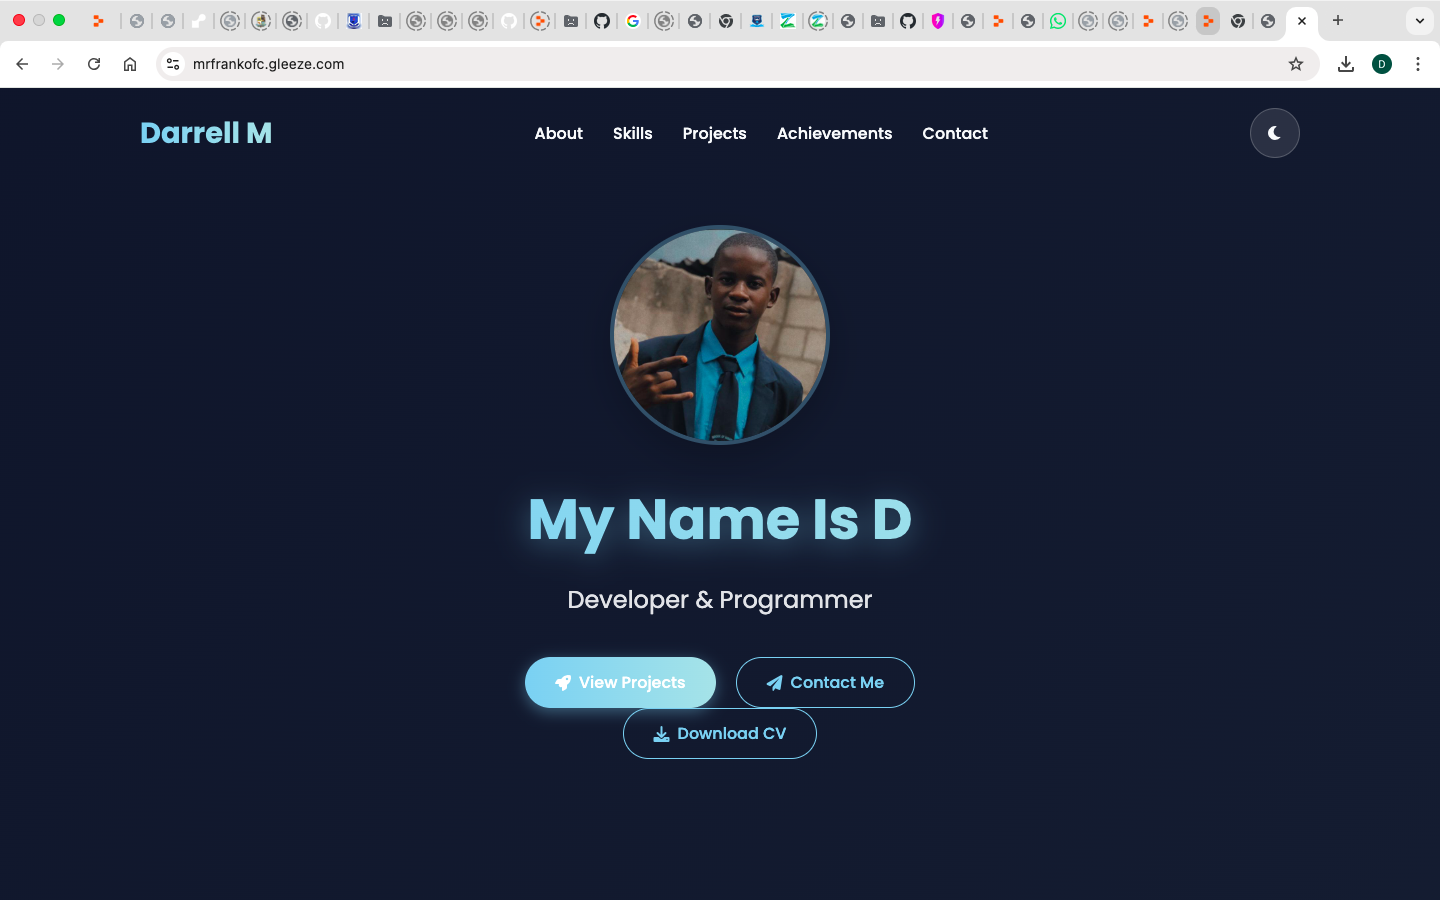 mrfrankofc.gleeze.com
D
Darrell M
About Skills Projects Achievements Contact
My Name Is D
Developer & Programmer
View Projects Contact Me
Download CV